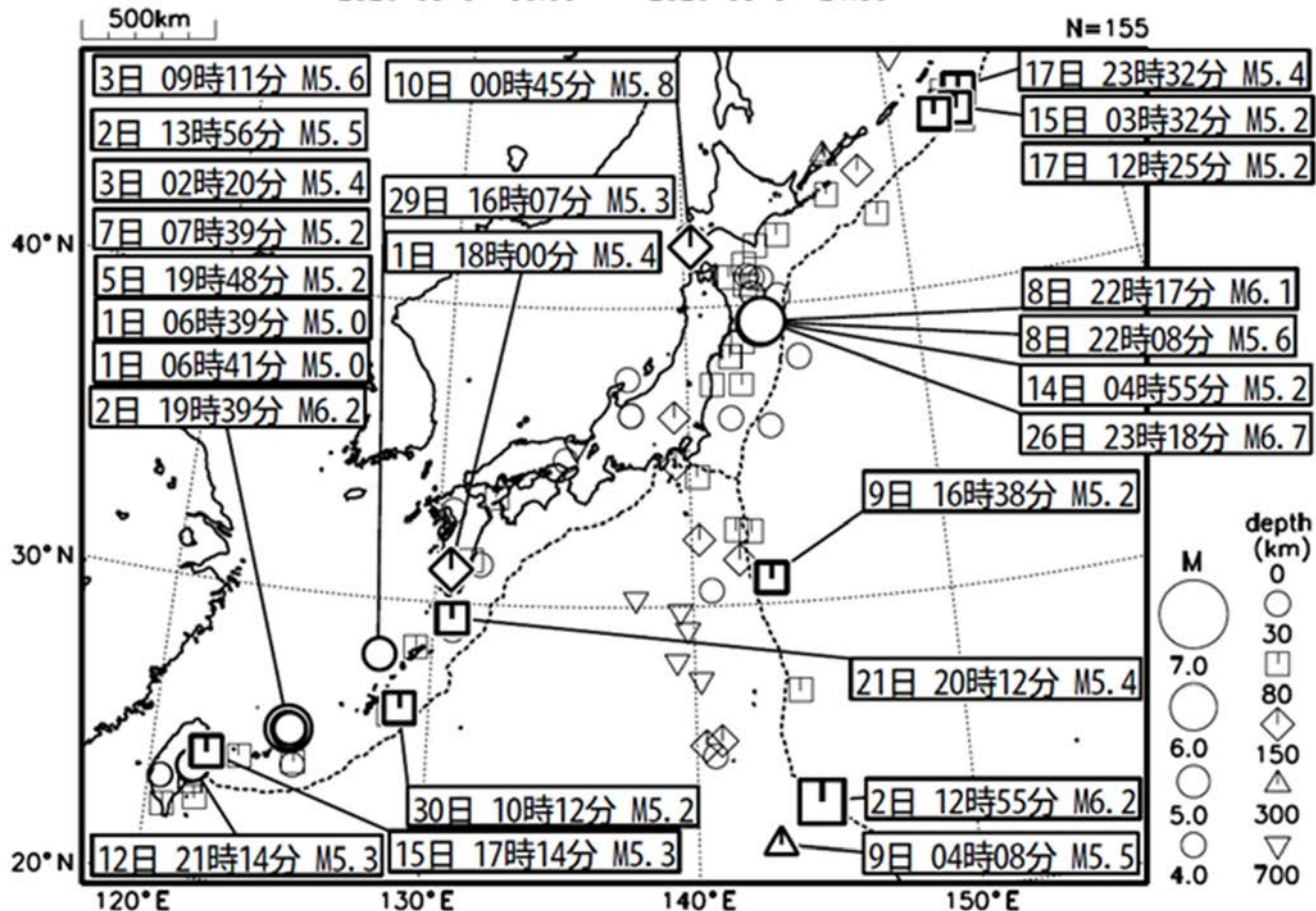 500km
N=155
3日 09時11分 M5.6
2日 13時56分 M5.5
3日 02時20分 M5.4
7日 07時39分 M5.2
5日 19時48分 M5.2
1日 06時39分 M5.0
1日 06時41分 M5.0
2日 19時39分 M6.2
10日 00時45分 M5.8
29日 16時07分 M5.3
1日 18時00分 M5.4
17日 23時32分 M5.4
15日 03時32分 M5.2
17日 12時25分 M5.2
8日 22時17分 M6.1
8日 22時08分 M5.6
14日 04時55分 M5.2
26日 23時18分 M6.7
9日 16時38分 M5.2
21日 20時12分 M5.4
2日 12時55分 M6.2
9日 04時08分 M5.5
30日 10時12分 M5.2
15日 17時14分 M5.3
12日 21時14分 M5.3
40°N
30°N
20°N
120°E
130°E
140°E
150°E
M
7.0
6.0
5.0
4.0
depth
(km)
0
30
80
150
300
700